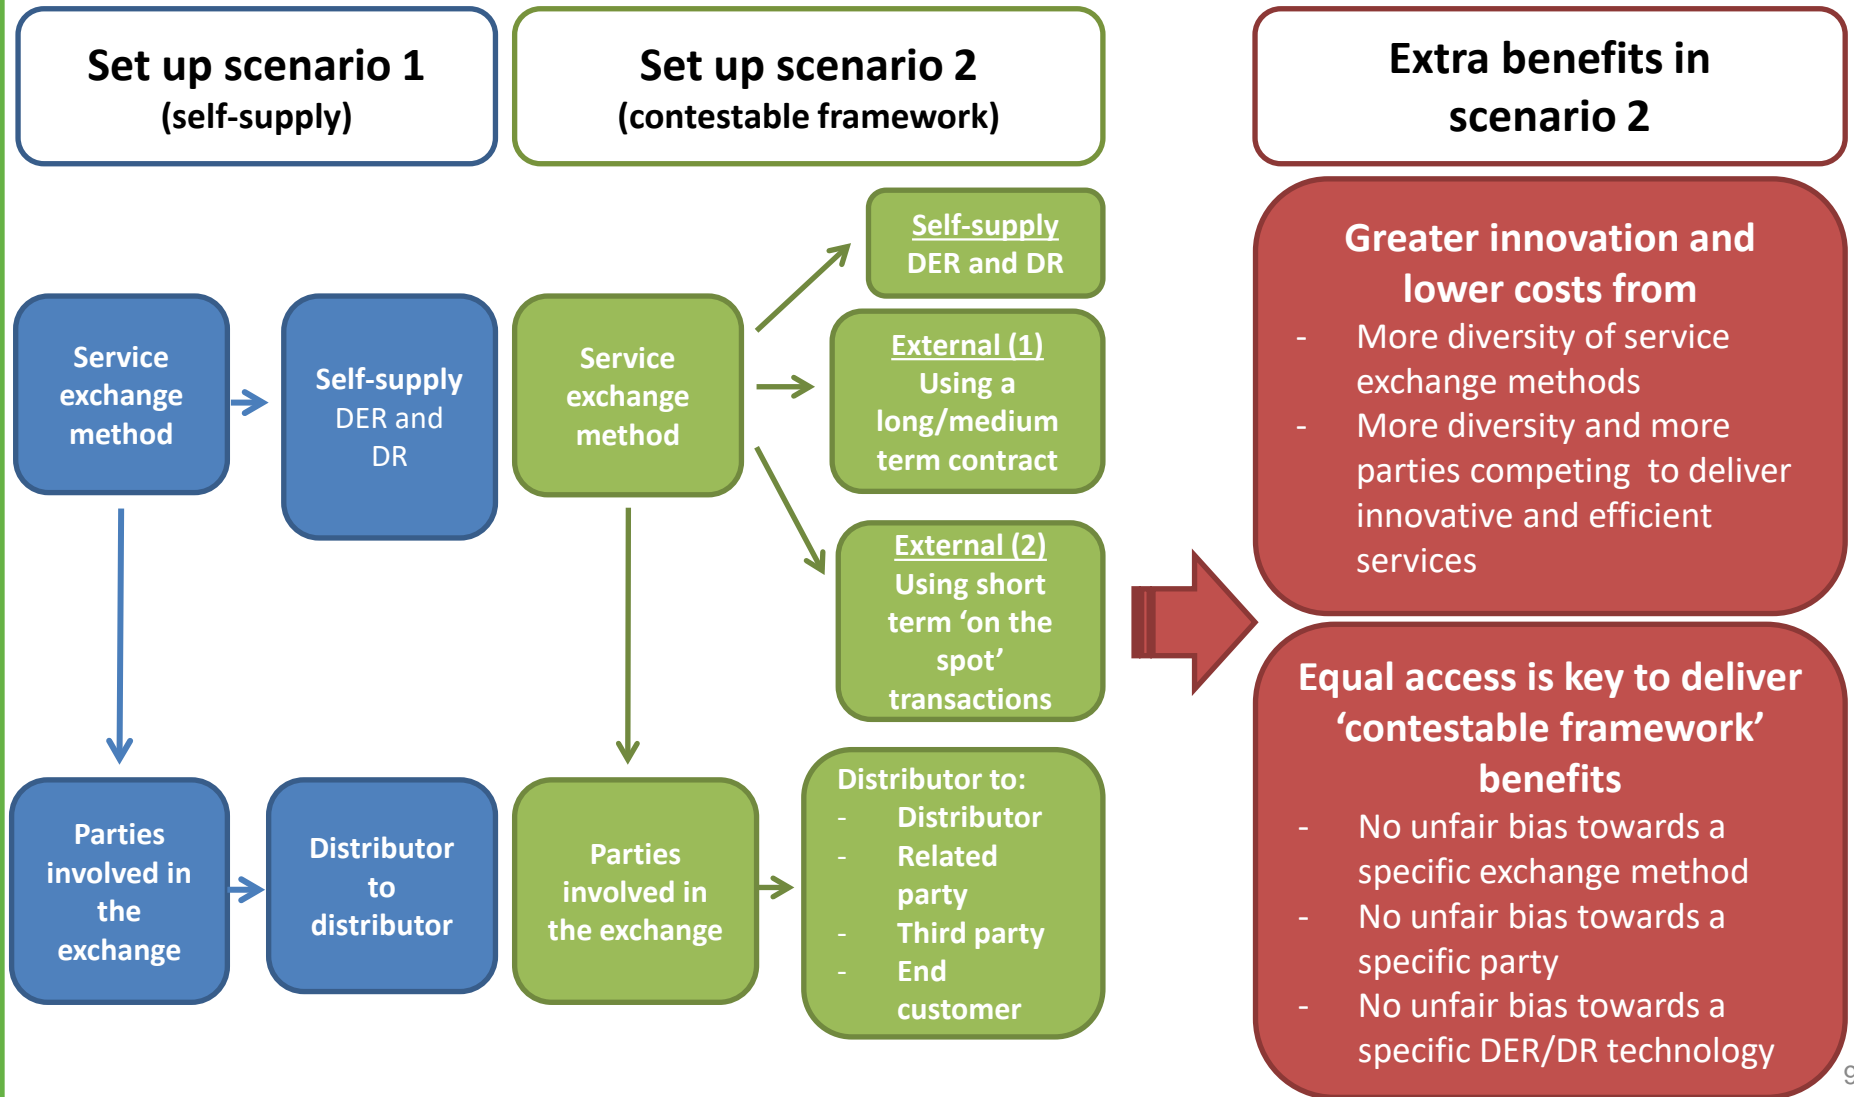 Set up scenario 1
(self-supply)
Set up scenario 2
(contestable framework)
Extra benefits in
scenario 2
Service
exchange
method
Self-supply
DER and
DR
Parties
involved in
the
exchange
Distributor
to
distributor
Service
exchange
method
Self-supply
DER and DR
External (1)
Using a
long/medium
term contract
External (2)
Using short
term ‘on the
spot’
transactions
Parties
involved in
the exchange
Distributor to:
- Distributor
- Related
party
- Third party
- End
customer
Greater innovation and
lower costs from
- More diversity of service
exchange methods
- More diversity and more
parties competing to deliver
innovative and efficient
services
Equal access is key to deliver
‘contestable framework’
benefits
- No unfair bias towards a
specific exchange method
- No unfair bias towards a
specific party
- No unfair bias towards a
specific DER/DR technology
9